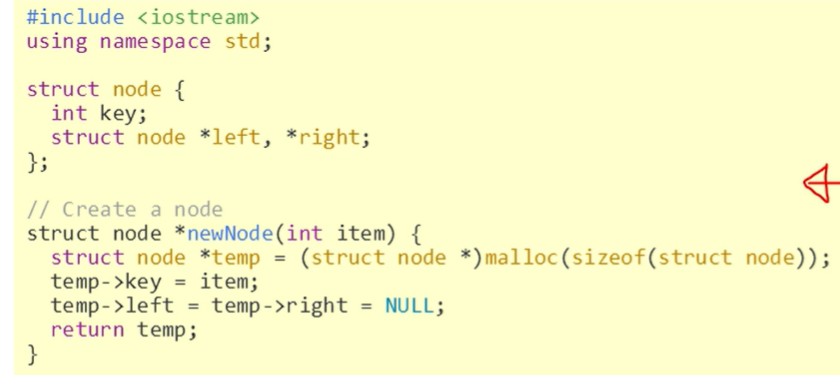 #include <iostream>
using namespace std;
struct node {
int key;
struct node *left, *right;
};
// Create a node
struct node *newNode(int item) {
struct node *temp = (struct node *)malloc(sizeof(struct node));
temp->key = item;
temp->left = temp->right = NULL;
return temp;
}